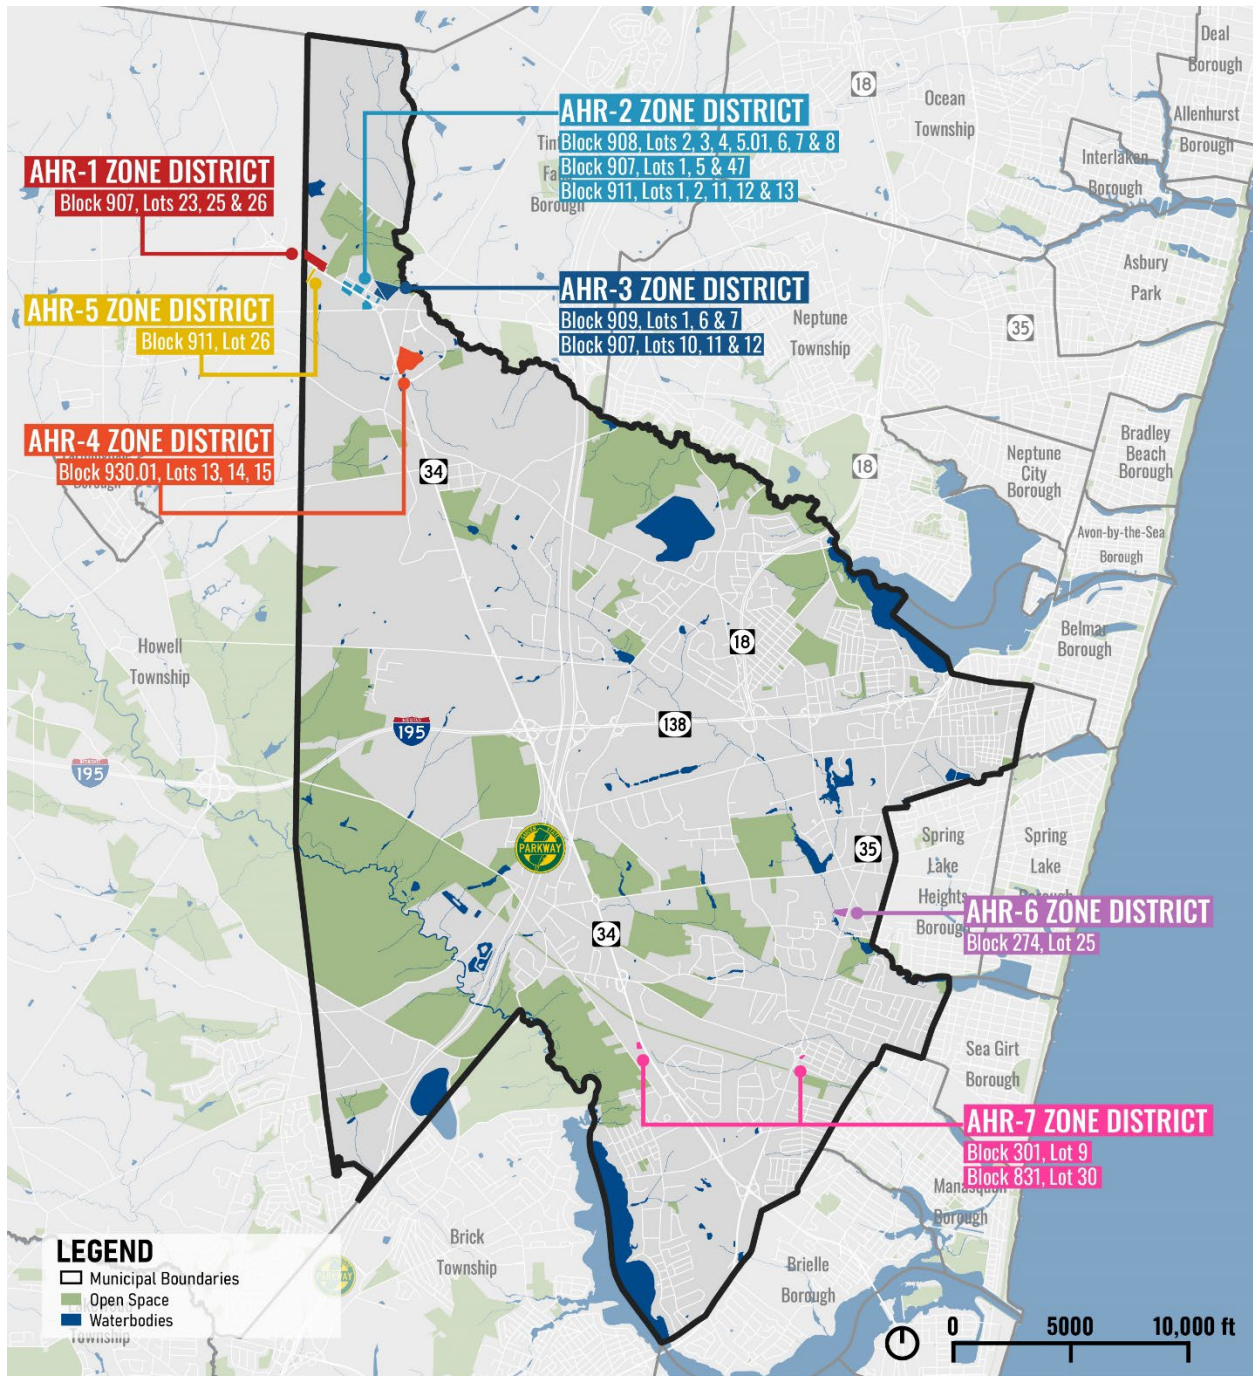 Deal
Borough
18
Ocean
Township
Allenhurst
Borough
Interlaken
Borough
AHR-2 ZONE DISTRICT
Block 908, Lots 2, 3, 4, 5.01, 6, 7 & 8
Block 907, Lots 1, 5 & 47
Block 911, Lots 1, 2, 11, 12 & 13
Borough
AHR-1 ZONE DISTRICT
Block 907, Lots 23, 25 & 26
Asbury
Park
AHR-3 ZONE DISTRICT
Block 909, Lots 1, 6 & 7
Block 907, Lots 10, 11 & 12
AHR-5 ZONE DISTRICT
Block 911, Lot 26
Neptune
Township
35
AHR-4 ZONE DISTRICT
Block 930.01, Lots 13, 14, 15
34
18
Neptune
City
Borough
Bradley
Beach
Borough
Avon-by-the-Sea
Borough
Howell
Township
18
Belmar
Borough
195
138
195
GARDEN STATE
PARKWAY
35
Spring
Lake
Heights
Borough
Spring
Lake
AHR-6 ZONE DISTRICT
Block 274, Lot 25
34
Sea Girt
Borough
AHR-7 ZONE DISTRICT
Block 301, Lot 9
Block 831, Lot 30
Manasquan
Borough
Brick
Township
Brielle
Borough
PARKWAY
LEGEND
Municipal Boundaries
Open Space
Waterbodies
Township
0 5000 10,000 ft